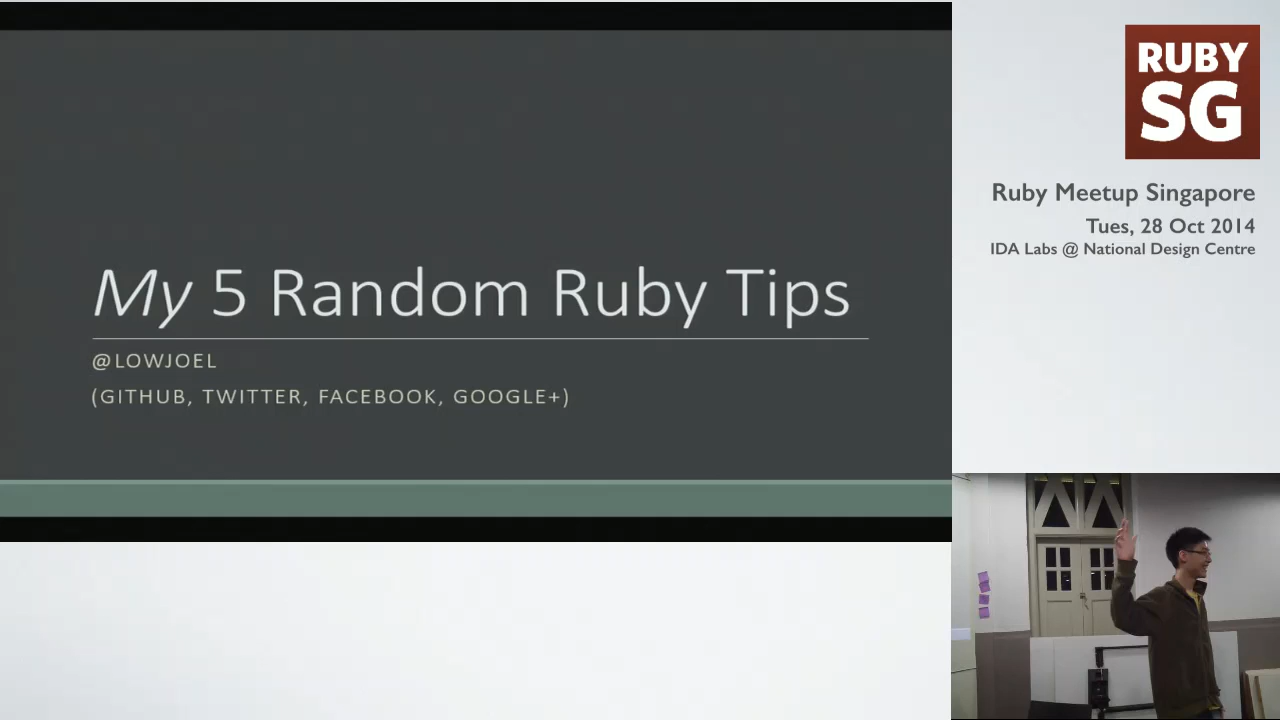 My 5 Random Ruby Tips
@LOWJOEL
(GITHUB, TWITTER, FACEBOOK, GOOGLE+)
RUBY
SG
Ruby Meetup Singapore
Tues, 28 Oct 2014
IDA Labs @ National Design Centre